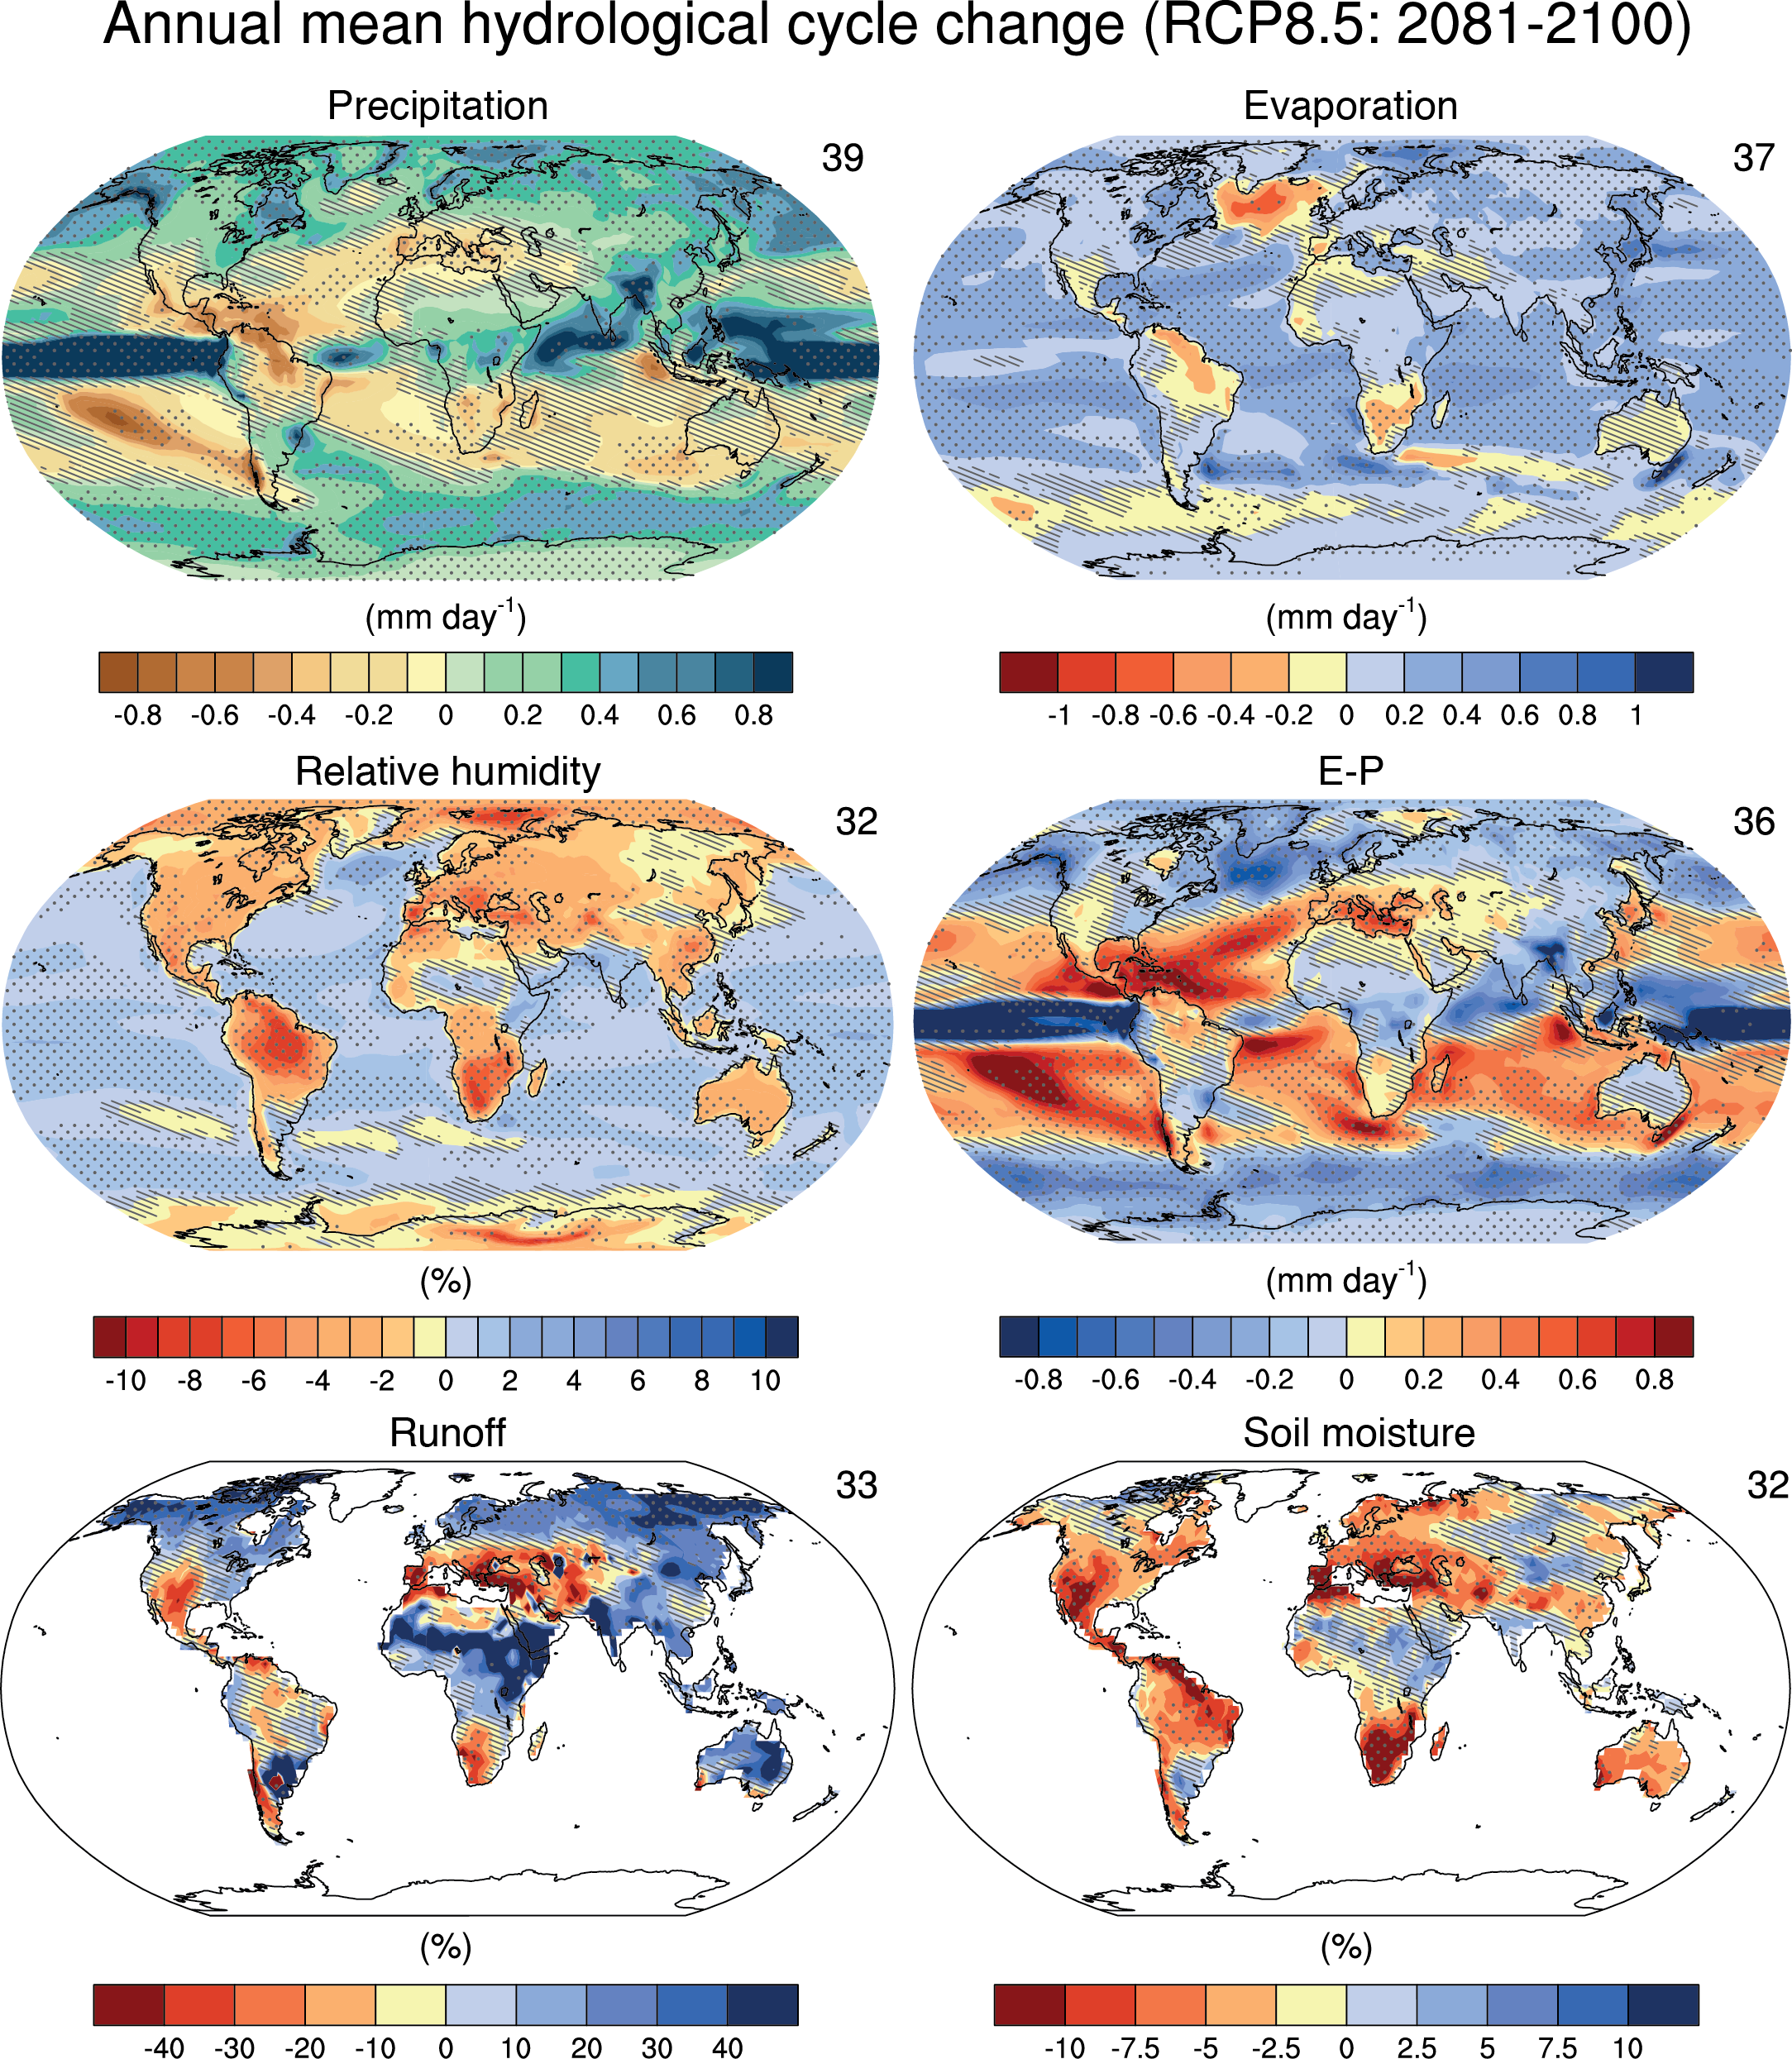 Annual mean hydrological cycle change (RCP8.5: 2081-2100)
Precipitation
39
Evaporation
37
(mm day⁻¹)
-0.8 -0.6 -0.4 -0.2 0 0.2 0.4 0.6 0.8
(mm day⁻¹)
-1 -0.8 -0.6 -0.4 -0.2 0 0.2 0.4 0.6 0.8 1
Relative humidity
32
E-P
36
(%)
-10 -8 -6 -4 -2 0 2 4 6 8 10
(mm day⁻¹)
-0.8 -0.6 -0.4 -0.2 0 0.2 0.4 0.6 0.8
Runoff
33
Soil moisture
32
(%)
-40 -30 -20 -10 0 10 20 30 40
(%)
-10 -7.5 -5 -2.5 0 2.5 5 7.5 10